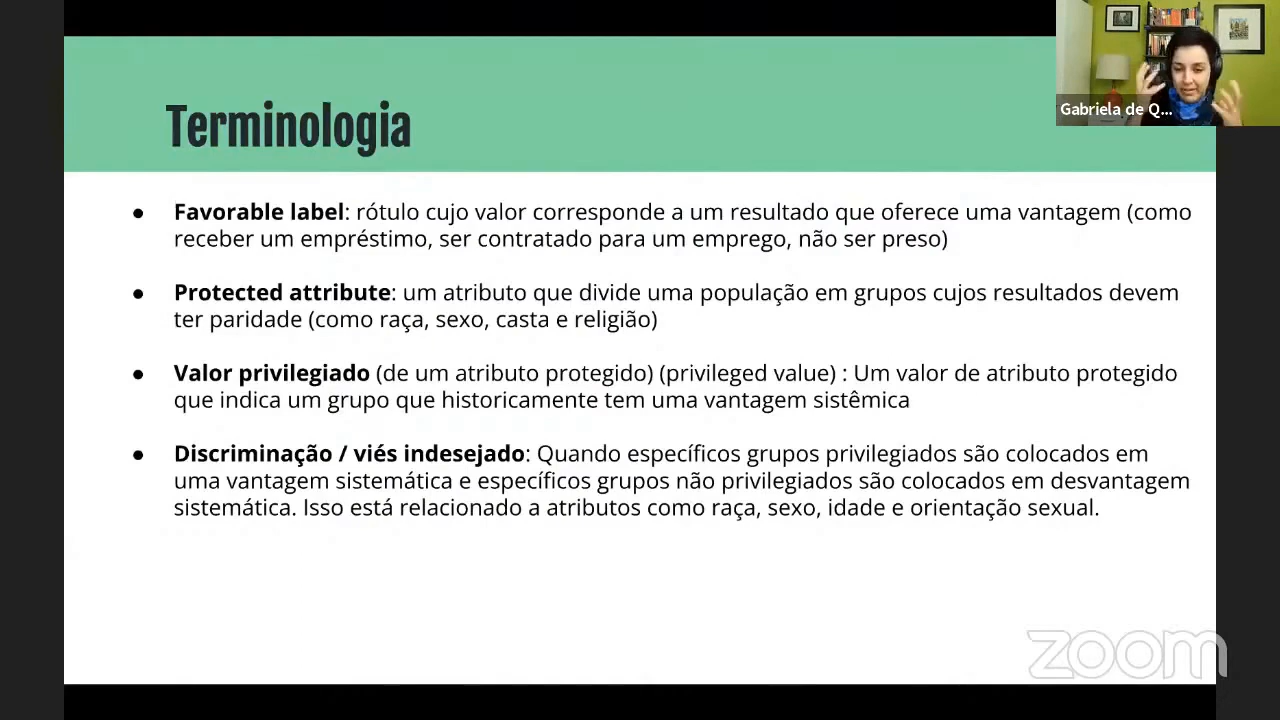 Terminologia
Gabriela de Q...
● Favorable label: rótulo cujo valor corresponde a um resultado que oferece uma vantagem (como
receber um empréstimo, ser contratado para um emprego, não ser preso)
● Protected attribute: um atributo que divide uma população em grupos cujos resultados devem
ter paridade (como raça, sexo, casta e religião)
● Valor privilegiado (de um atributo protegido) (privileged value) : Um valor de atributo protegido
que indica um grupo que historicamente tem uma vantagem sistêmica
● Discriminação / viés indesejado: Quando específicos grupos privilegiados são colocados em
uma vantagem sistemática e específicos grupos não privilegiados são colocados em desvantagem
sistemática. Isso está relacionado a atributos como raça, sexo, idade e orientação sexual.
zoom